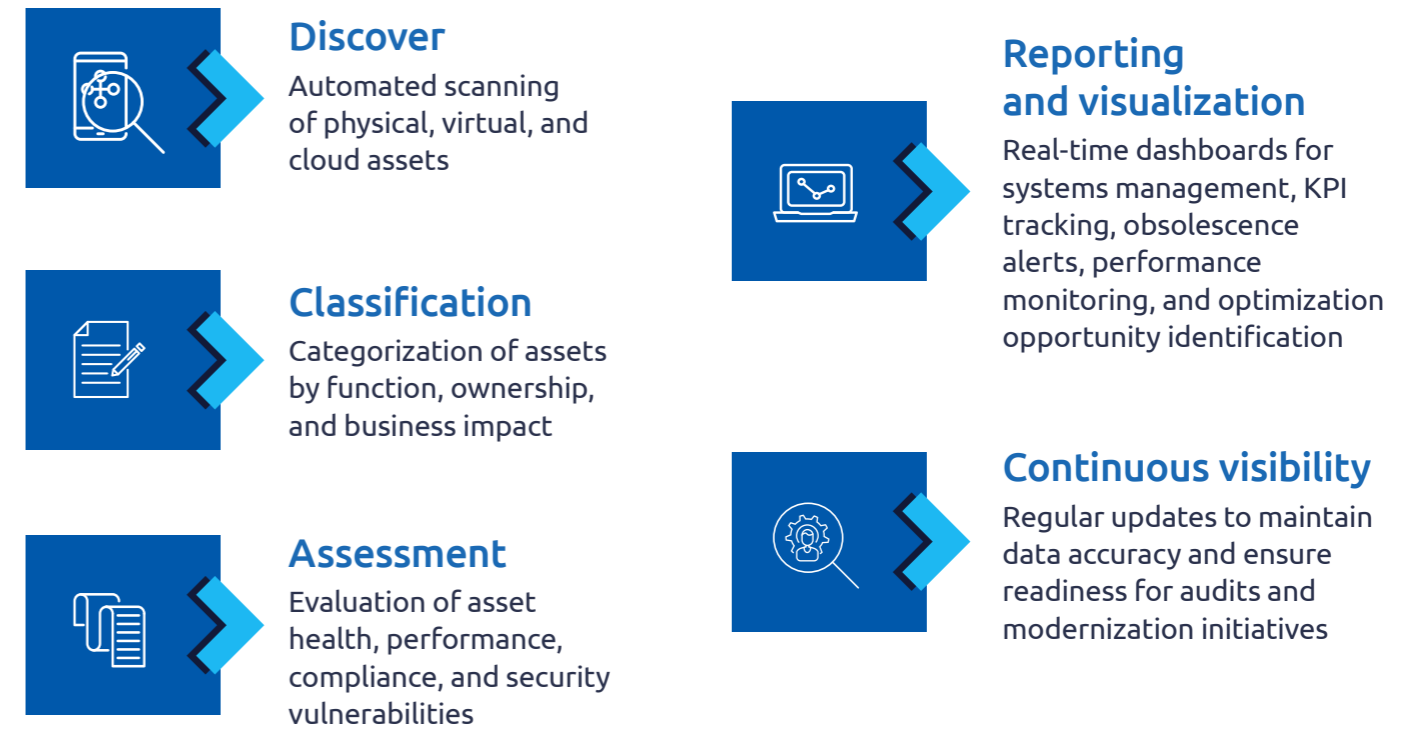 Discover
Automated scanning
of physical, virtual, and
cloud assets
Classification
Categorization of assets
by function, ownership,
and business impact
Assessment
Evaluation of asset
health, performance,
compliance, and security
vulnerabilities
Reporting
and visualization
Real-time dashboards for
systems management, KPI
tracking, obsolescence
alerts, performance
monitoring, and optimization
opportunity identification
Continuous visibility
Regular updates to maintain
data accuracy and ensure
readiness for audits and
modernization initiatives